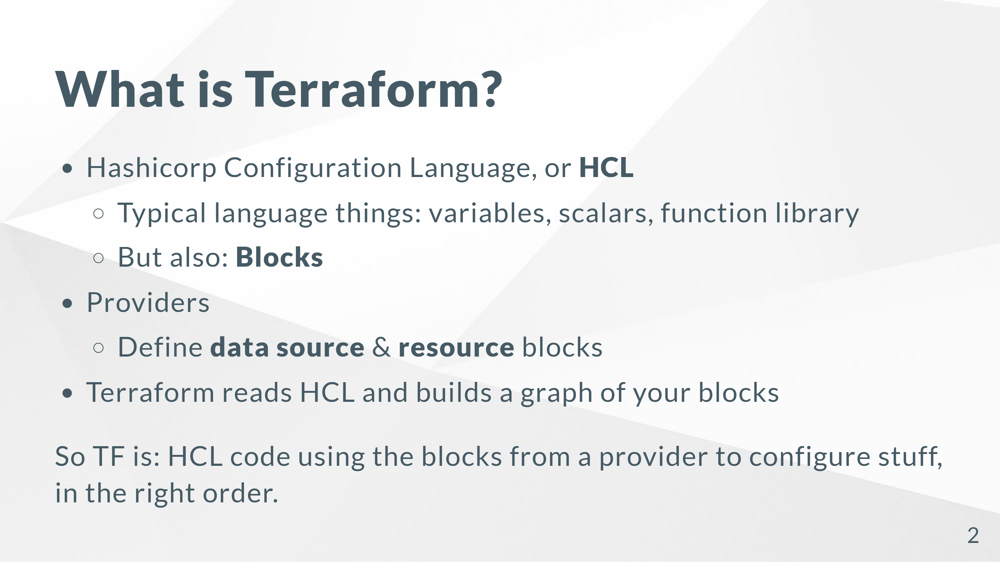 What is Terraform?
• Hashicorp Configuration Language, or HCL
○ Typical language things: variables, scalars, function library
○ But also: Blocks
• Providers
○ Define data source & resource blocks
• Terraform reads HCL and builds a graph of your blocks
So TF is: HCL code using the blocks from a provider to configure stuff,
in the right order.
2